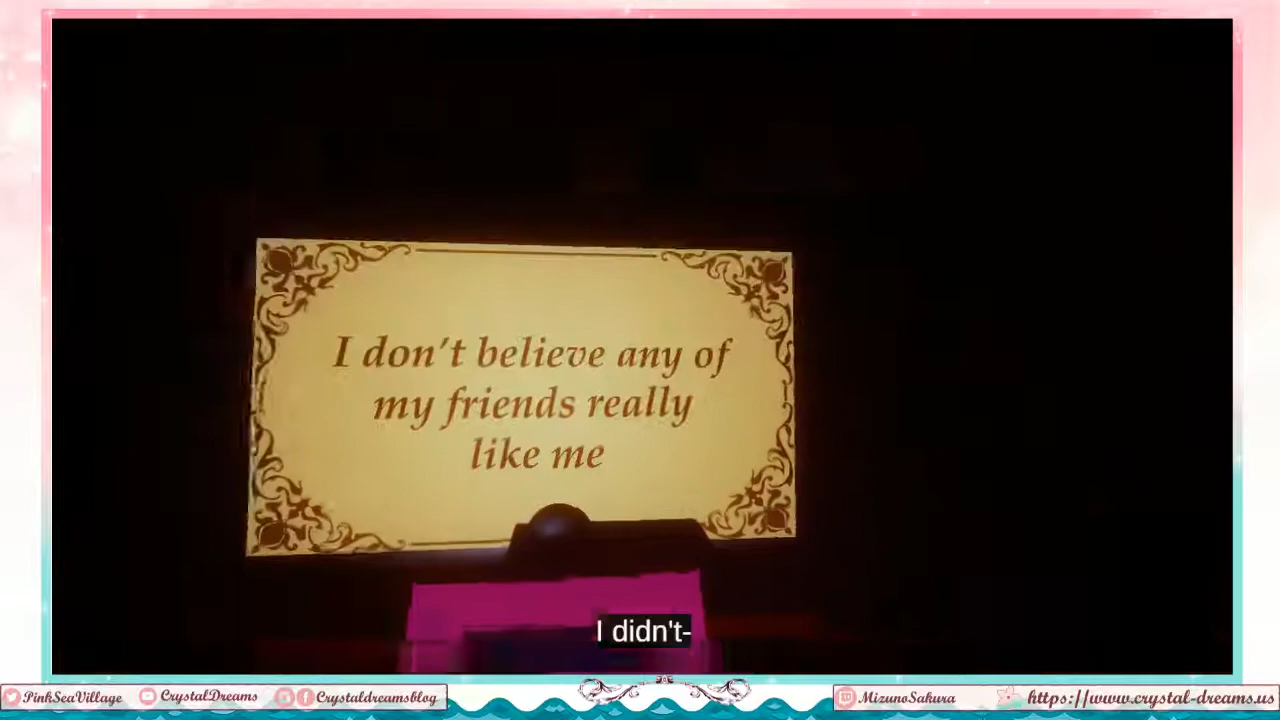 I don't believe any of
my friends really
like me
I didn't-
PinkSeaVillage
CrystalDreams
Crystaldreamsblog
MizunoSakura
https://www.crystal-dreams.us